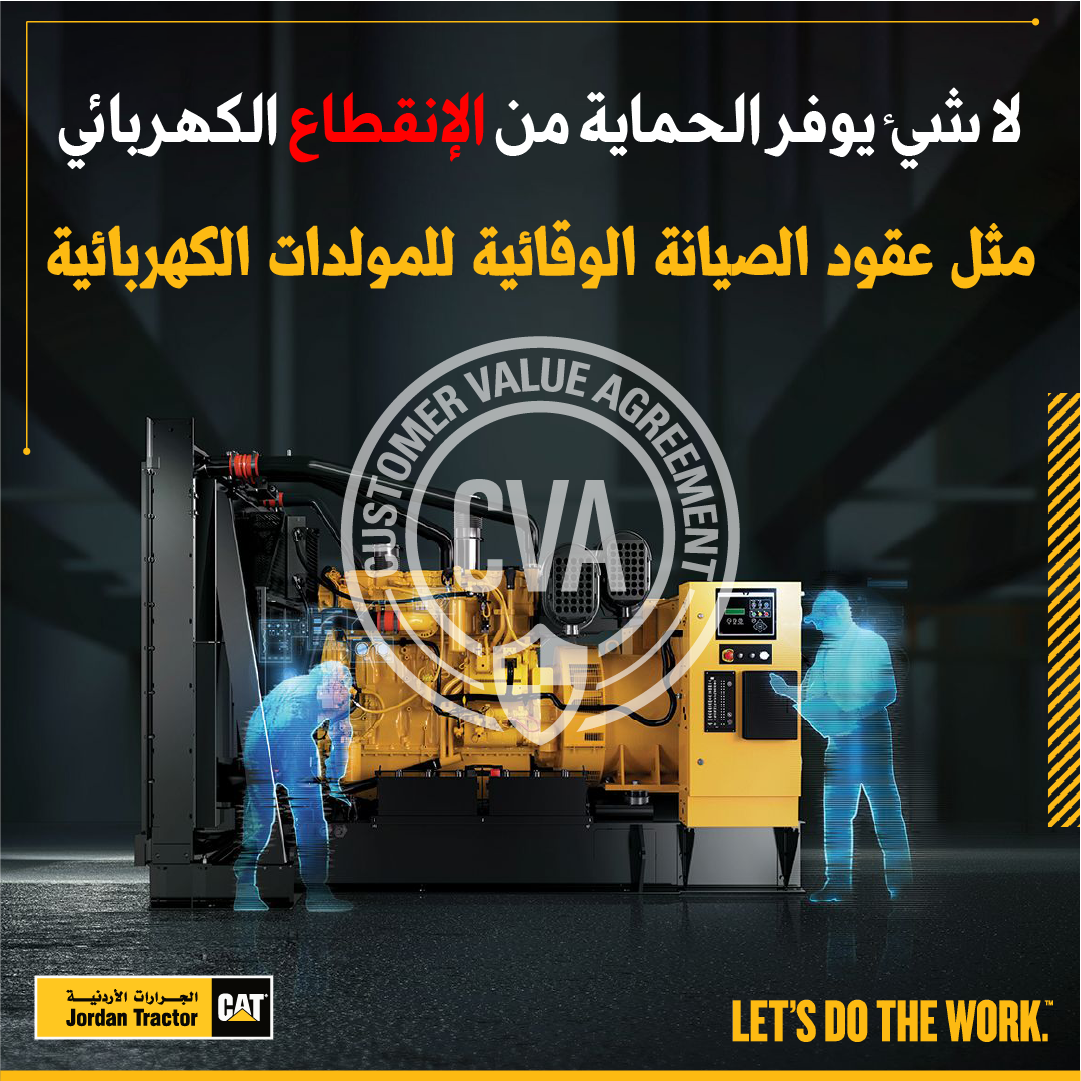 لا شيء يوفر الحماية من الإنقطاع الكهربائي
مثل عقود الصيانة الوقائية للمولدات الكهربائية
CUSTOMER VALUE AGREEMENT
CVA
الجرارات الأردنية
Jordan Tractor
CAT
LET'S DO THE WORK.™